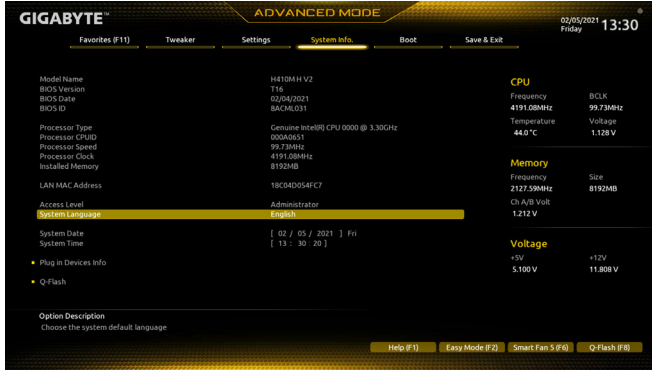 GIGABYTE™
ADVANCED MODE
02/05/2021 Friday 13:30
Favorites (F11) Tweaker Settings System Info. Boot Save & Exit
Model Name H410M H V2
BIOS Version T16
BIOS Date 02/04/2021
BIOS ID 8ACML031
Processor Type Genuine Intel(R) CPU 0000 @ 3.30GHz
Processor CPUID 000A0651
Processor Speed 99.73MHz
Processor Clock 4191.08MHz
Installed Memory 8192MB
LAN MAC Address 18C04D054FC7
Access Level Administrator
System Language English
System Date [ 02 / 05 / 2021 ] Fri
System Time [ 13 : 30 : 20 ]
Plug in Devices Info
Q-Flash
CPU
Frequency BCLK
4191.08MHz 99.73MHz
Temperature Voltage
44.0 °C 1.128 V
Memory
Frequency Size
2127.59MHz 8192MB
Ch A/B Volt
1.212 V
Voltage
+5V +12V
5.100 V 11.808 V
Option Description
Choose the system default language
Help (F1) Easy Mode (F2) Smart Fan 5 (F6) Q-Flash (F8)